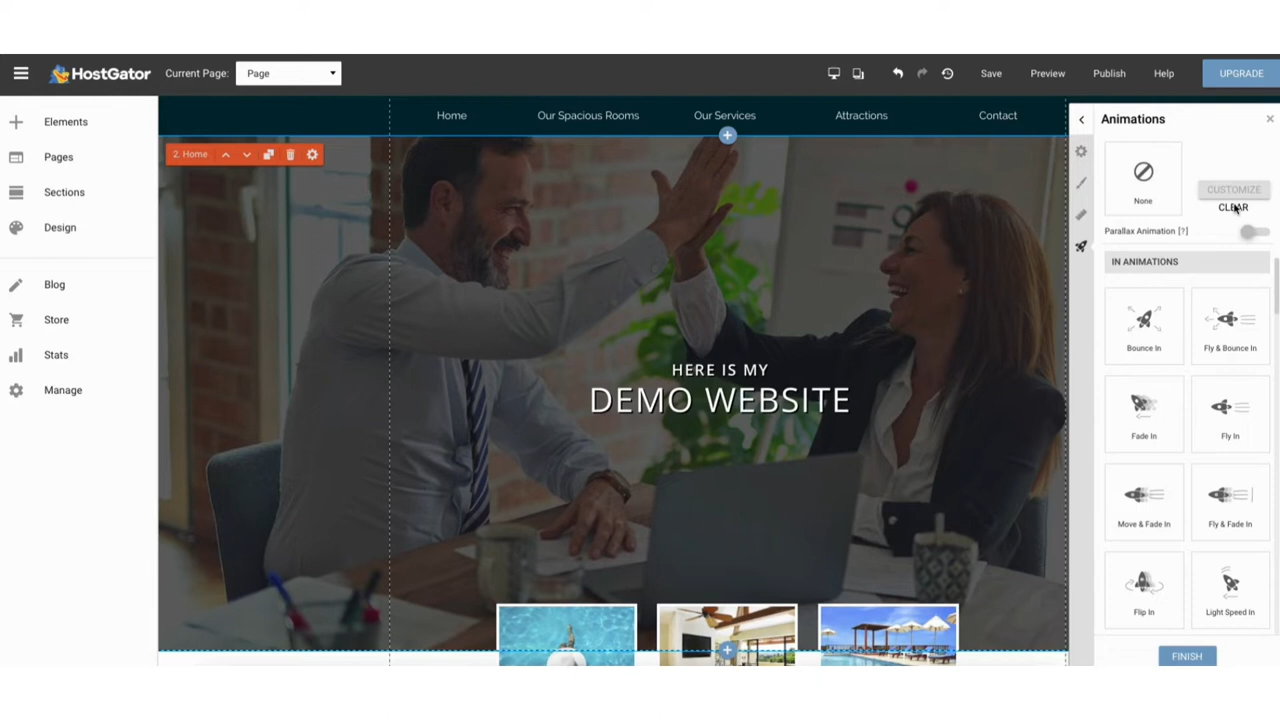 HostGator
Current Page:
Page
Save
Preview
Publish
Help
UPGRADE
Elements
Pages
Sections
Design
Blog
Store
Stats
Manage
Home
Our Spacious Rooms
Our Services
Attractions
Contact
2. Home
HERE IS MY
DEMO WEBSITE
Animations
None
CUSTOMIZE
CLEAR
Parallax Animation [?]
IN ANIMATIONS
Bounce In
Fly & Bounce In
Fade In
Fly In
Move & Fade In
Fly & Fade In
Flip In
Light Speed In
FINISH